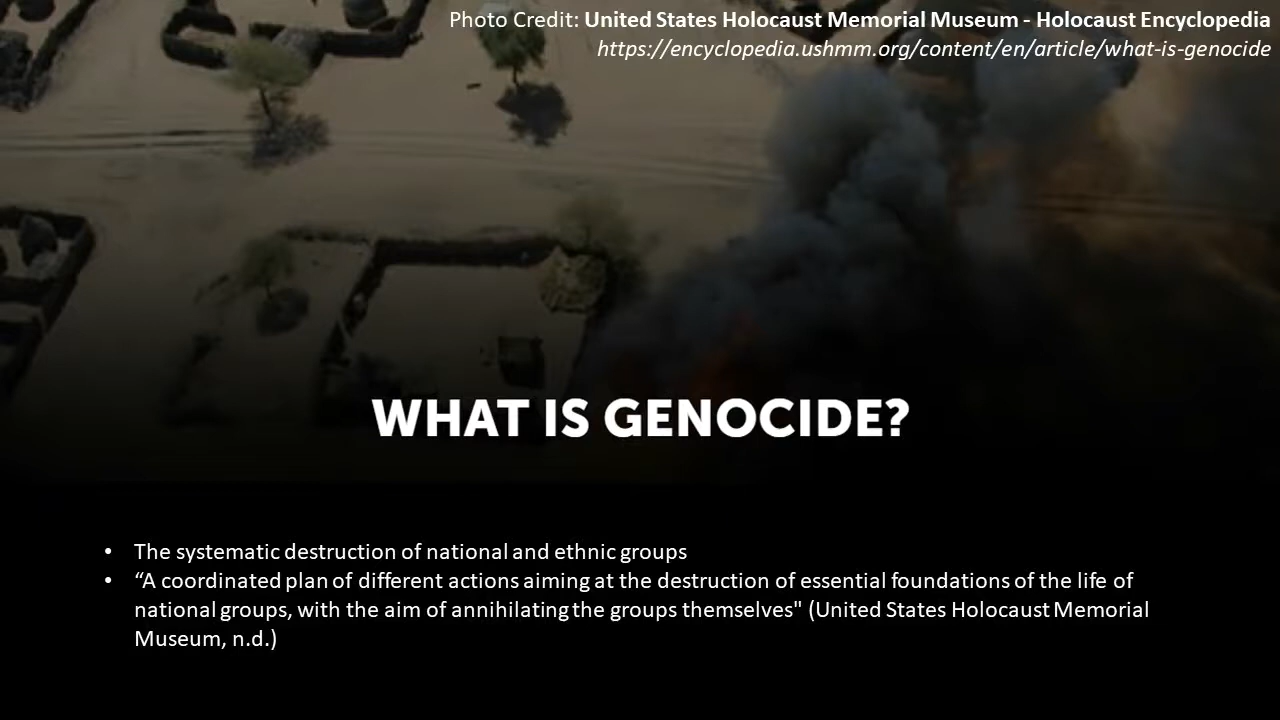 Photo Credit: United States Holocaust Memorial Museum - Holocaust Encyclopedia
https://encyclopedia.ushmm.org/content/en/article/what-is-genocide
WHAT IS GENOCIDE?
• The systematic destruction of national and ethnic groups
• “A coordinated plan of different actions aiming at the destruction of essential foundations of the life of
national groups, with the aim of annihilating the groups themselves" (United States Holocaust Memorial
Museum, n.d.)